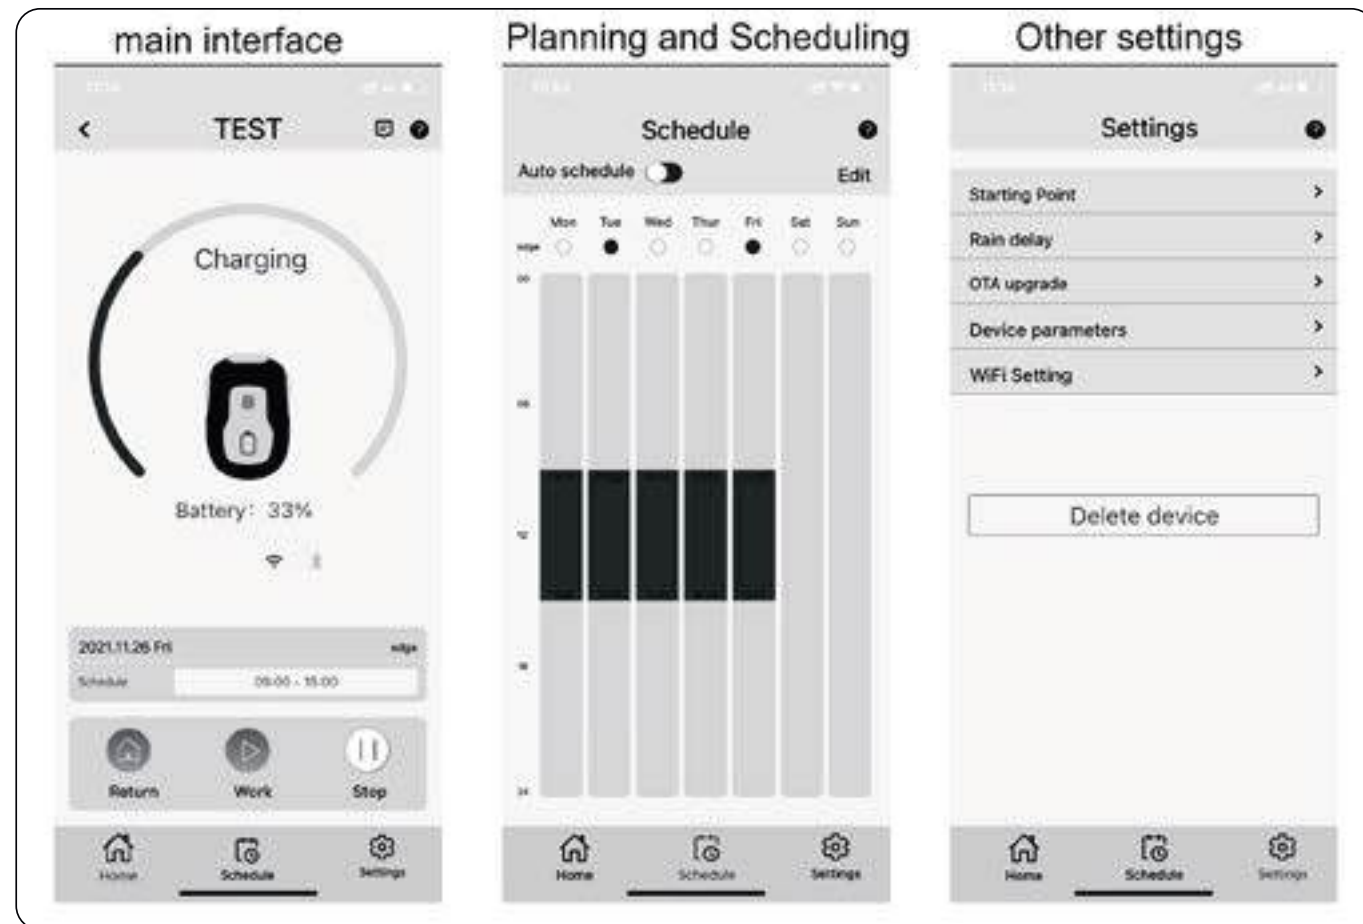 main interface
TEST
Charging
Battery: 33%
2021.11.26 Fri
edge
Schedule
09:00 - 15:00
Return
Work
Stop
Home
Schedule
Settings
Planning and Scheduling
Schedule
Auto schedule
Edit
Mon Tue Wed Thur Fri Sat Sun
edge
00
06
12
18
24
Home
Schedule
Settings
Other settings
Settings
Starting Point
Rain delay
OTA upgrade
Device parameters
WiFi Setting
Delete device
Home
Schedule
Settings